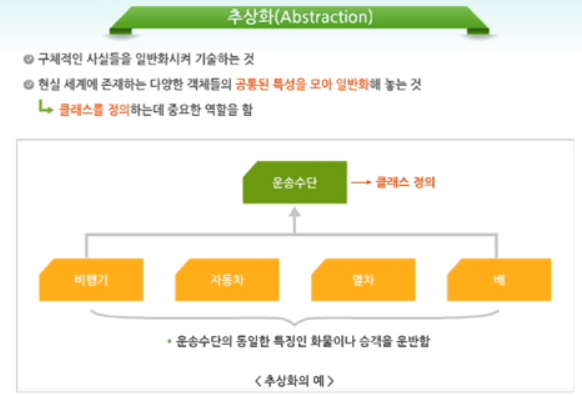 추상화(Abstraction)
구체적인 사실들을 일반화시켜 기술하는 것
현실 세계에 존재하는 다양한 객체들의 공통된 특성을 모아 일반화해 놓는 것
클래스를 정의하는데 중요한 역할을 함
운송수단 → 클래스 정의
비행기 자동차 열차 배
• 운송수단의 동일한 특징인 화물이나 승객을 운반함
< 추상화의 예 >